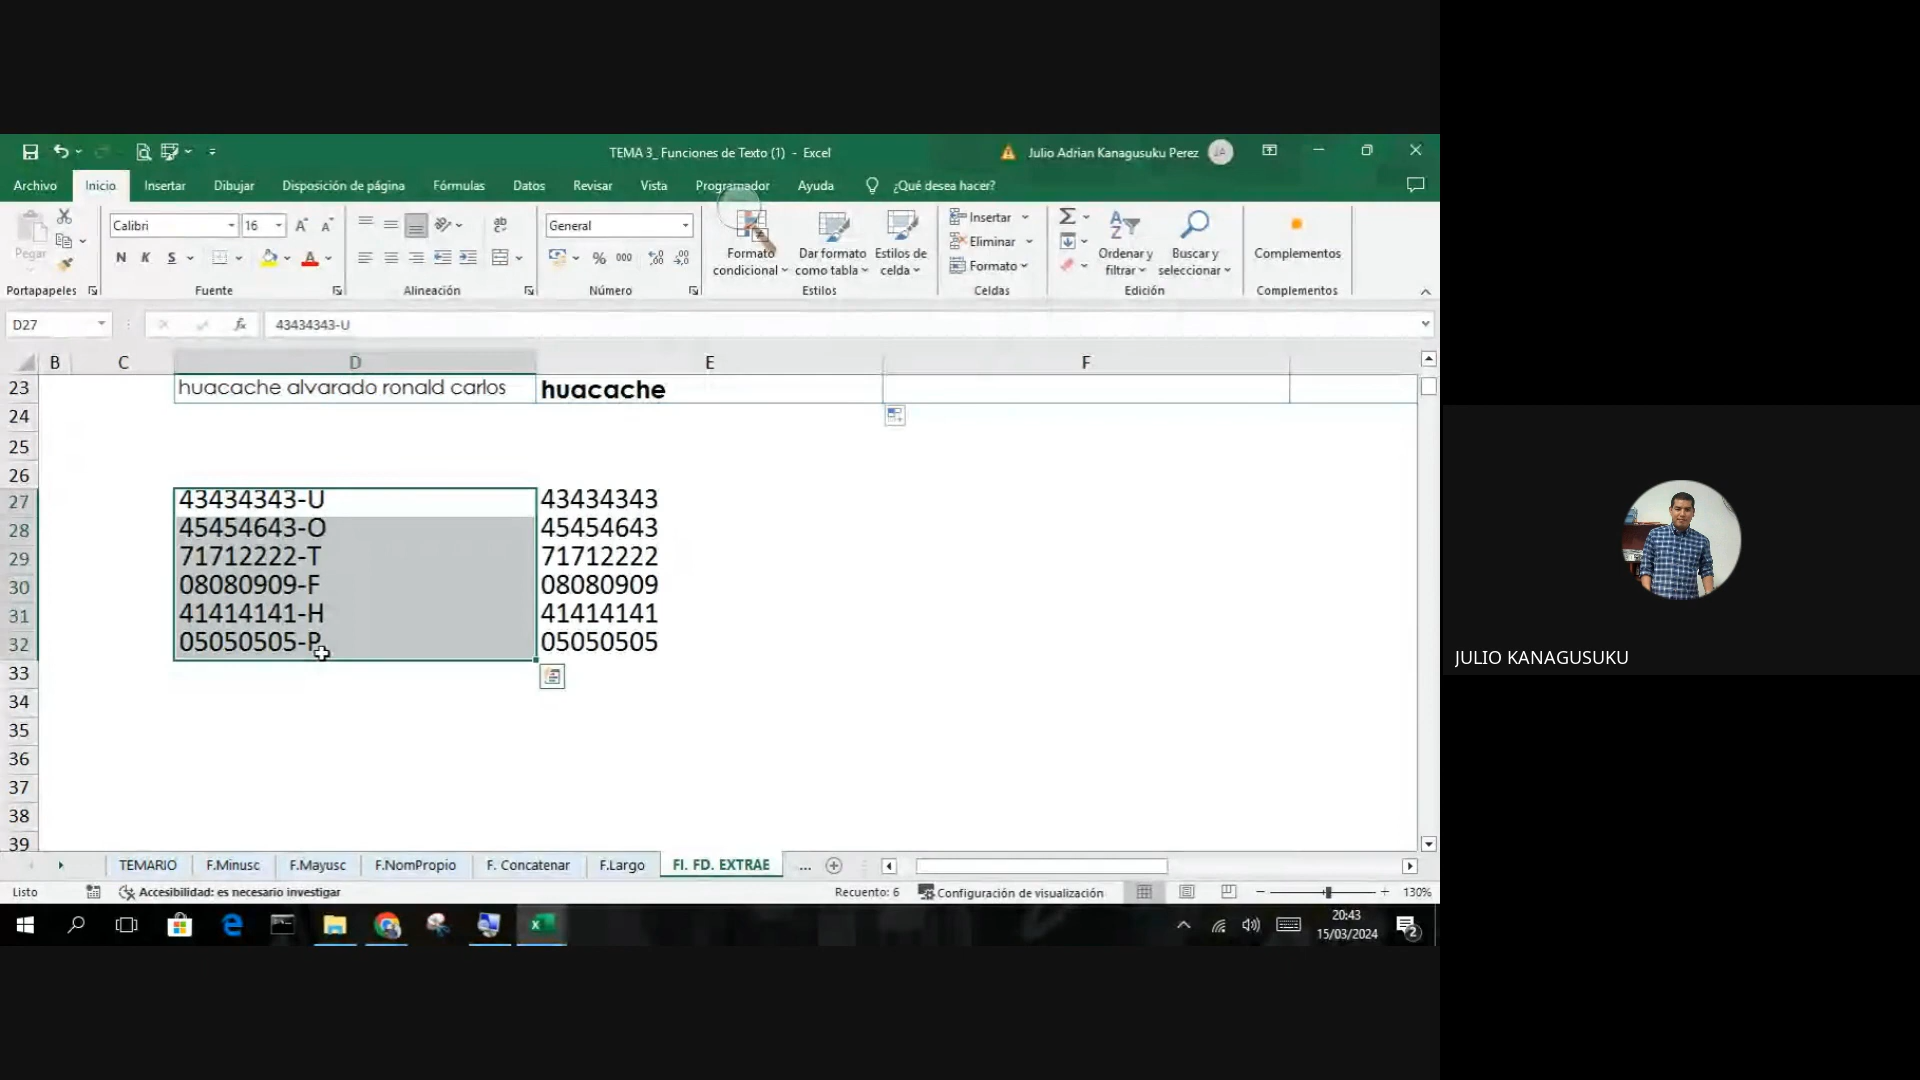 TEMA 3_ Funciones de Texto (1) - Excel
Julio Adrian Kanagusuku Perez
JA
Archivo
Inicio
Insertar
Dibujar
Disposición de página
Fórmulas
Datos
Revisar
Vista
Programador
Ayuda
¿Qué desea hacer?
Pegar
Portapapeles
Calibri
16
N K S
Fuente
Alineación
General
% 000
Número
Formato condicional
Dar formato como tabla
Estilos de celda
Estilos
Insertar
Eliminar
Formato
Celdas
Ordenar y filtrar
Buscar y seleccionar
Edición
Complementos
Complementos
D27
fx
43434343-U
B C D E F
23 huacache alvarado ronald carlos huacache
24
25
26
27 43434343-U 43434343
28 45454643-O 45454643
29 71712222-T 71712222
30 08080909-F 08080909
31 41414141-H 41414141
32 05050505-P 05050505
33
34
35
36
37
38
39
TEMARIO
F.Minusc
F.Mayusc
F.NomPropio
F. Concatenar
F.Largo
FI. FD. EXTRAE
...
Listo
Accesibilidad: es necesario investigar
Recuento: 6
Configuración de visualización
130%
20:43
15/03/2024
2
JULIO KANAGUSUKU